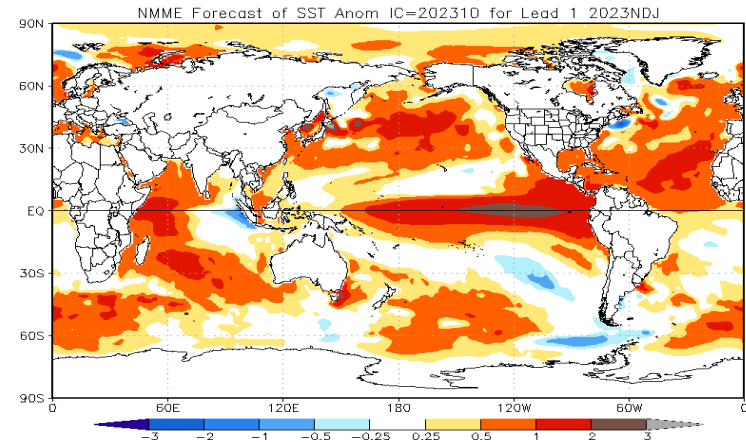 NMME Forecast of SST Anom IC=202310 for Lead 1 2023NDJ
90N
60N
30N
EQ
30S
60S
90S
0 60E 120E 180 120W 60W 0
-3 -2 -1 -0.5 -0.25 0.25 0.5 1 2 3